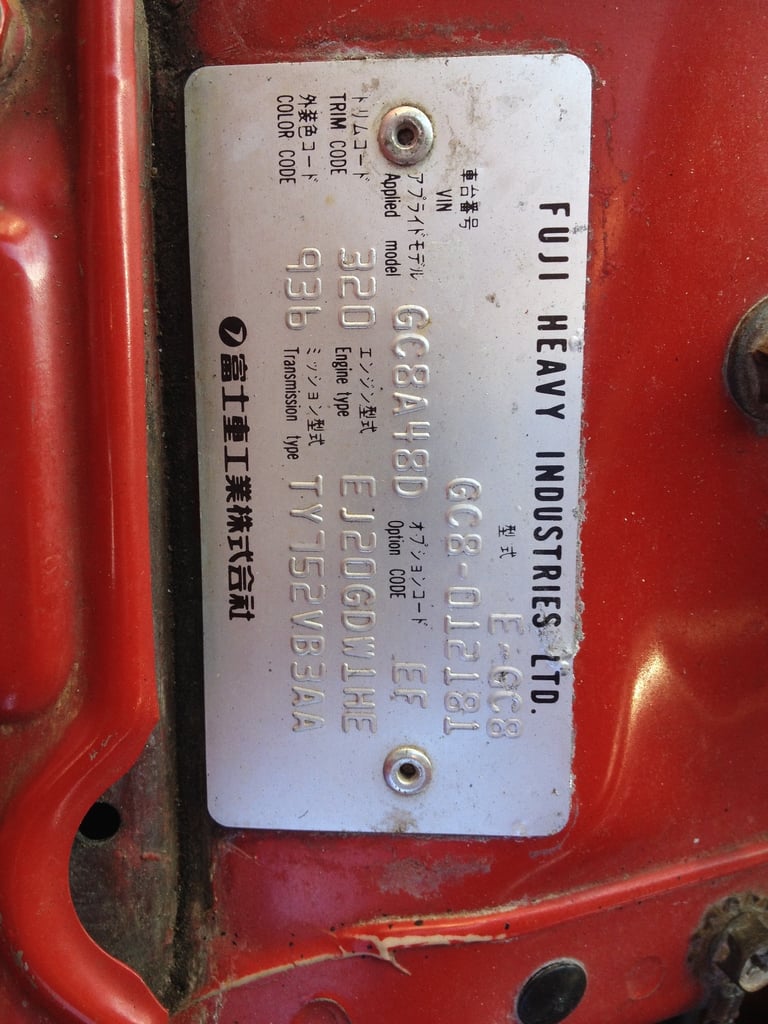 FUJI HEAVY INDUSTRIES LTD.
型式 E-GC8
車台番号
VIN GC8-012181
アプライドモデル オプションコード
Applied model GC8A48D Option CODE EF
トリムコード エンジン型式
TRIM CODE 320 Engine type EJ20GDW1HE
外装色コード ミッション型式
COLOR CODE 936 Transmission type TY752VB3AA
富士重工業株式会社